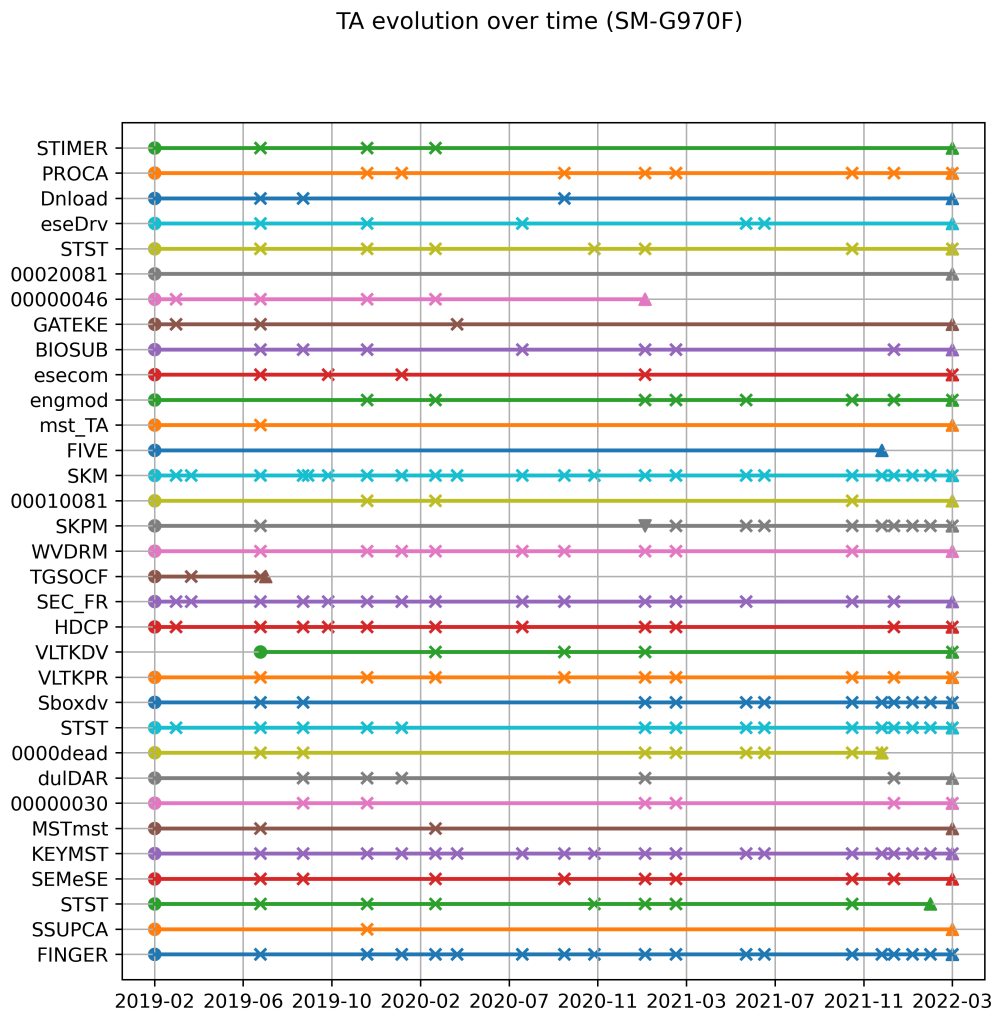 TA evolution over time (SM-G970F)
STIMER
PROCA
Dnload
eseDrv
STST
00020081
00000046
GATEKE
BIOSUB
esecom
engmod
mst_TA
FIVE
SKM
00010081
SKPM
WVDRM
TGSOCF
SEC_FR
HDCP
VLTKDV
VLTKPR
Sboxdv
STST
0000dead
dulDAR
00000030
MSTmst
KEYMST
SEMeSE
STST
SSUPCA
FINGER
2019-02 2019-06 2019-10 2020-02 2020-07 2020-11 2021-03 2021-07 2021-11 2022-03